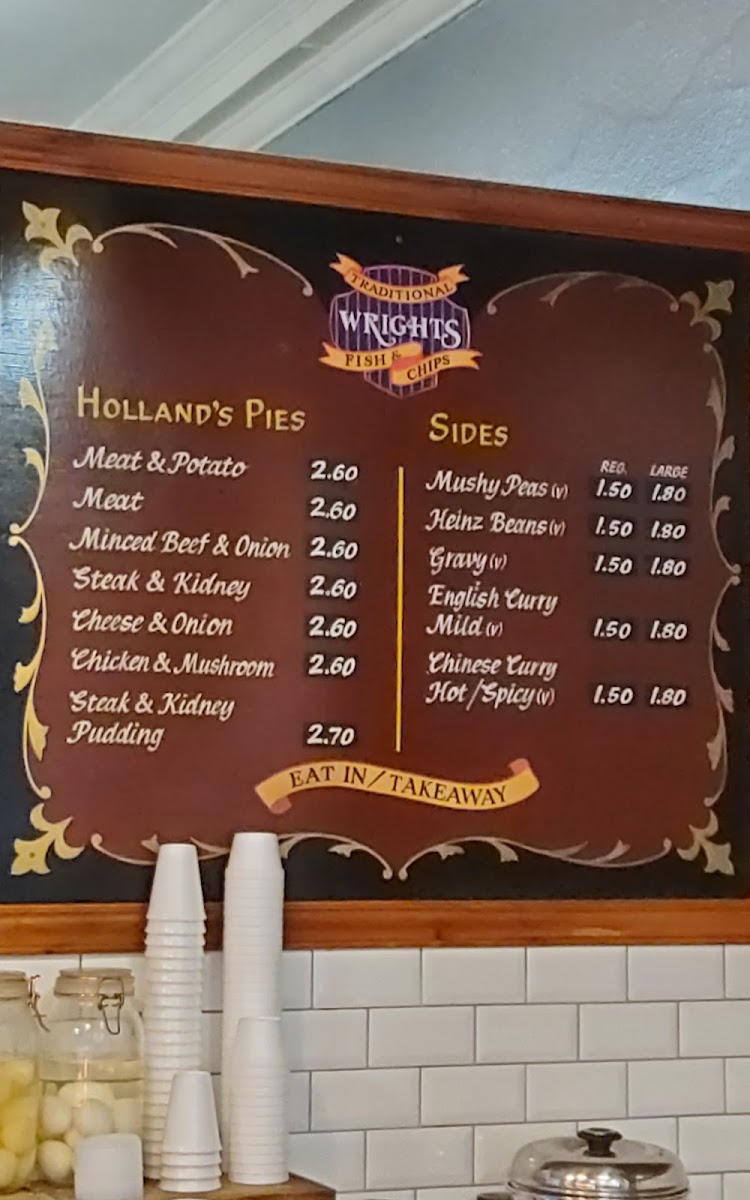 TRADITIONAL
WRIGHTS
FISH & CHIPS
HOLLAND'S PIES
Meat & Potato 2.60
Meat 2.60
Minced Beef & Onion 2.60
Steak & Kidney 2.60
Cheese & Onion 2.60
Chicken & Mushroom 2.60
Steak & Kidney
Pudding 2.70
SIDES
REG. LARGE
Mushy Peas (v) 1.50 1.80
Heinz Beans (v) 1.50 1.80
Gravy (v) 1.50 1.80
English Curry
Mild (v) 1.50 1.80
Chinese Curry
Hot/Spicy (v) 1.50 1.80
EAT IN/TAKEAWAY